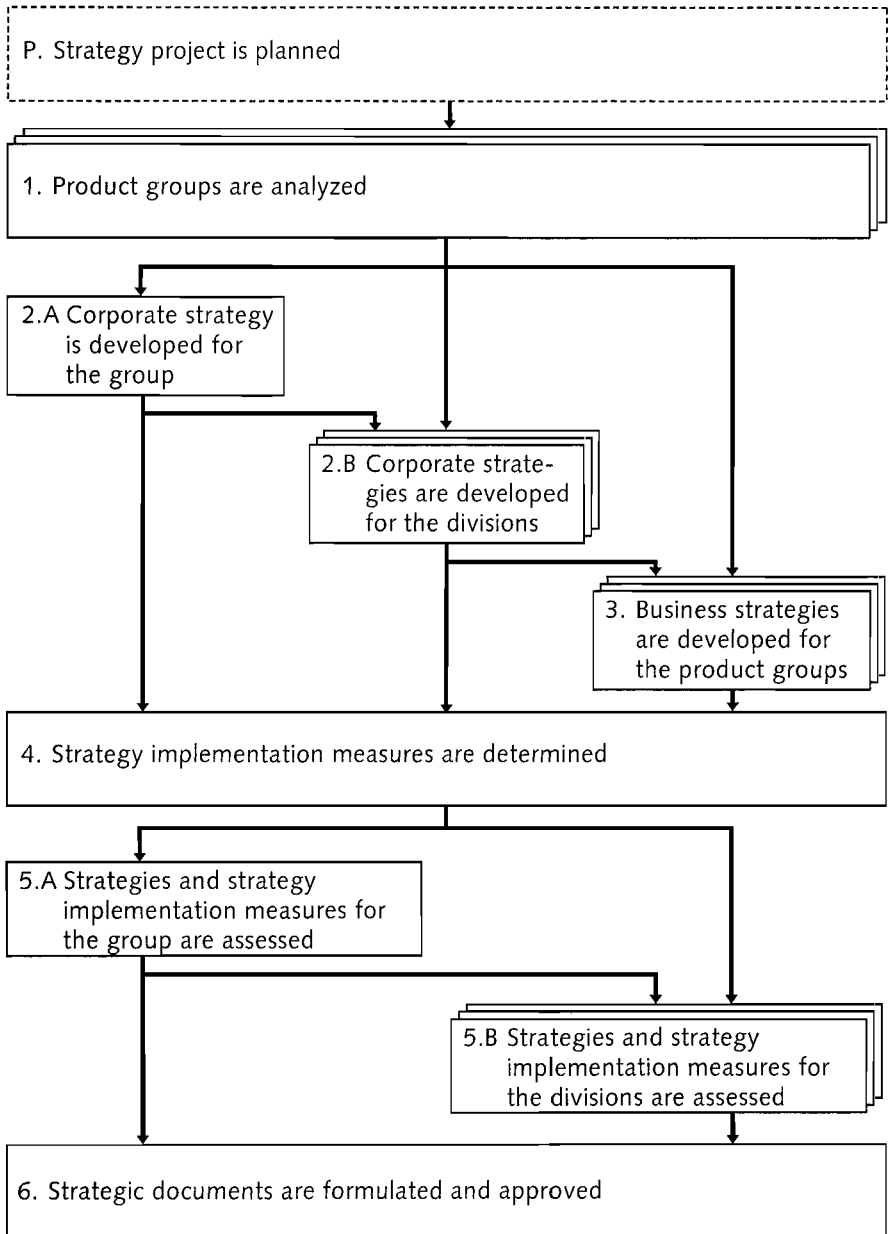 P. Strategy project is planned
1. Product groups are analyzed
2.A Corporate strategy
is developed for
the group
2.B Corporate strate-
gies are developed
for the divisions
3. Business strategies
are developed for
the product groups
4. Strategy implementation measures are determined
5.A Strategies and strategy
implementation measures for
the group are assessed
5.B Strategies and strategy
implementation measures for
the divisions are assessed
6. Strategic documents are formulated and approved